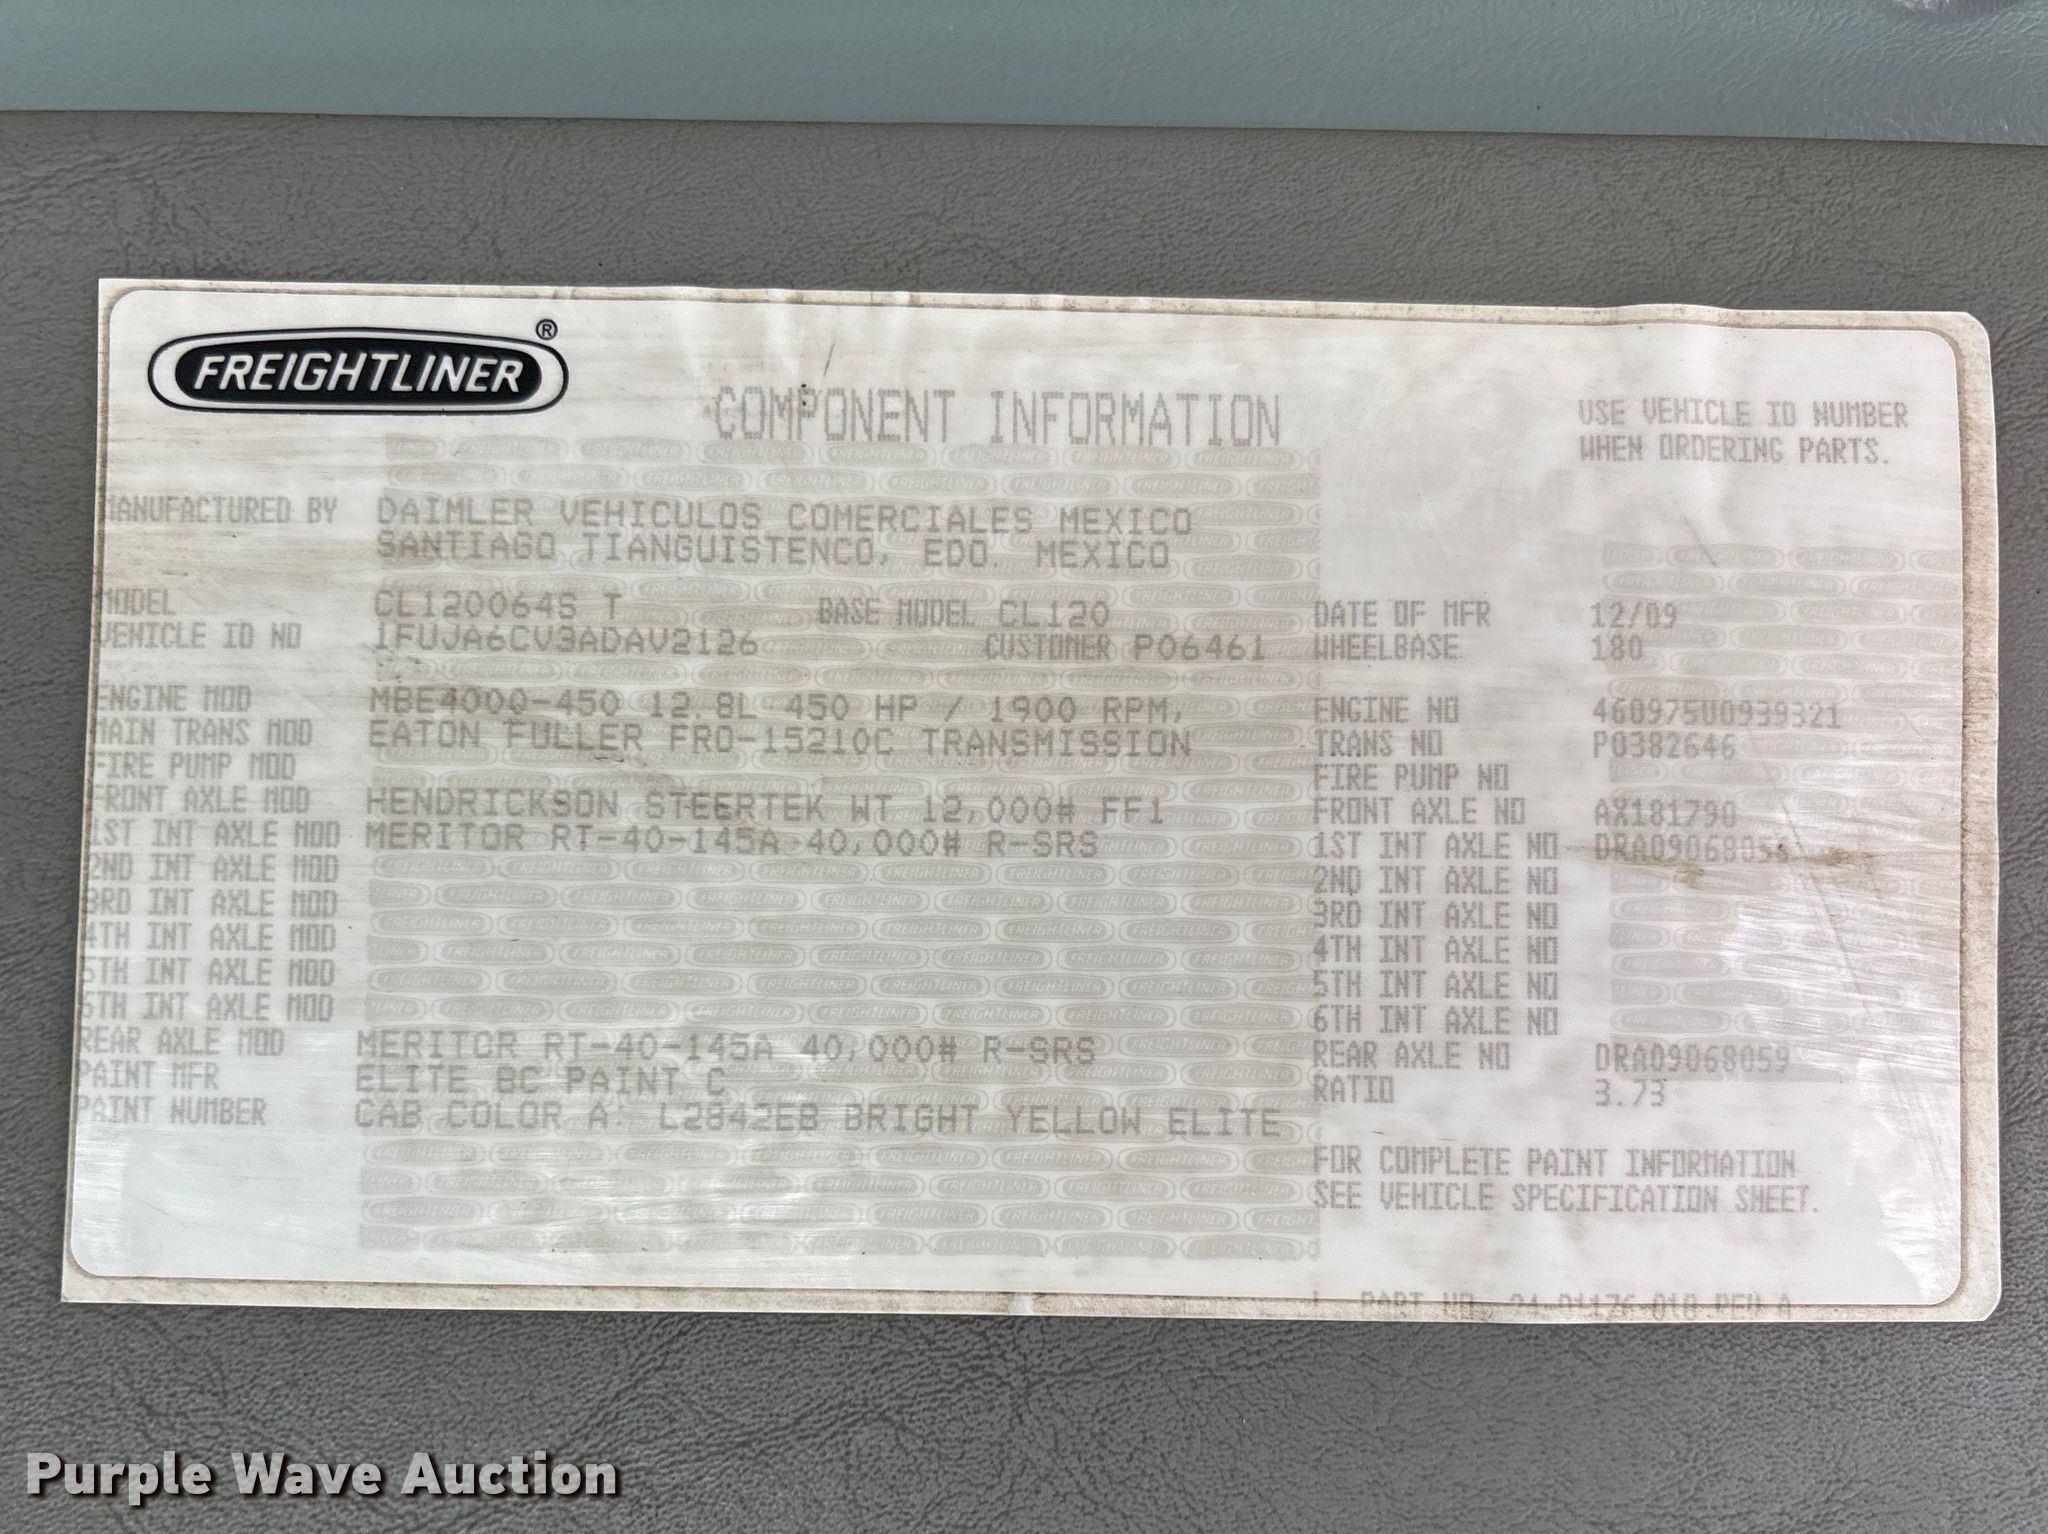 FREIGHTLINER®
COMPONENT INFORMATION
USE VEHICLE ID NUMBER
WHEN ORDERING PARTS.
MANUFACTURED BY DAIMLER VEHICULOS COMERCIALES MEXICO
SANTIAGO TIANGUISTENCO, EDO. MEXICO
MODEL CL120064S T BASE MODEL CL120 DATE OF MFR 12/09
VEHICLE ID NO 1FUJA6CV3ADAV2126 CUSTOMER P06461 WHEELBASE 180
ENGINE MOD MBE4000-450 12.8L 450 HP / 1900 RPM, ENGINE NO 460975U0939321
MAIN TRANS MOD EATON FULLER FRO-15210C TRANSMISSION TRANS NO P0382646
FIRE PUMP MOD FIRE PUMP NO
FRONT AXLE MOD HENDRICKSON STEERTEK WT 12,000# FF1 FRONT AXLE NO AX181790
1ST INT AXLE MOD MERITOR RT-40-145A 40,000# R-SRS 1ST INT AXLE NO DRA09068058
2ND INT AXLE MOD 2ND INT AXLE NO
3RD INT AXLE MOD 3RD INT AXLE NO
4TH INT AXLE MOD 4TH INT AXLE NO
5TH INT AXLE MOD 5TH INT AXLE NO
6TH INT AXLE MOD 6TH INT AXLE NO
REAR AXLE MOD MERITOR RT-40-145A 40,000# R-SRS REAR AXLE NO DRA09068059
PAINT MFR ELITE BC PAINT C RATIO 3.73
PAINT NUMBER CAB COLOR A: L2842EB BRIGHT YELLOW ELITE
FOR COMPLETE PAINT INFORMATION
SEE VEHICLE SPECIFICATION SHEET.
PART NO. 24-01176-010 REV A
Purple Wave Auction